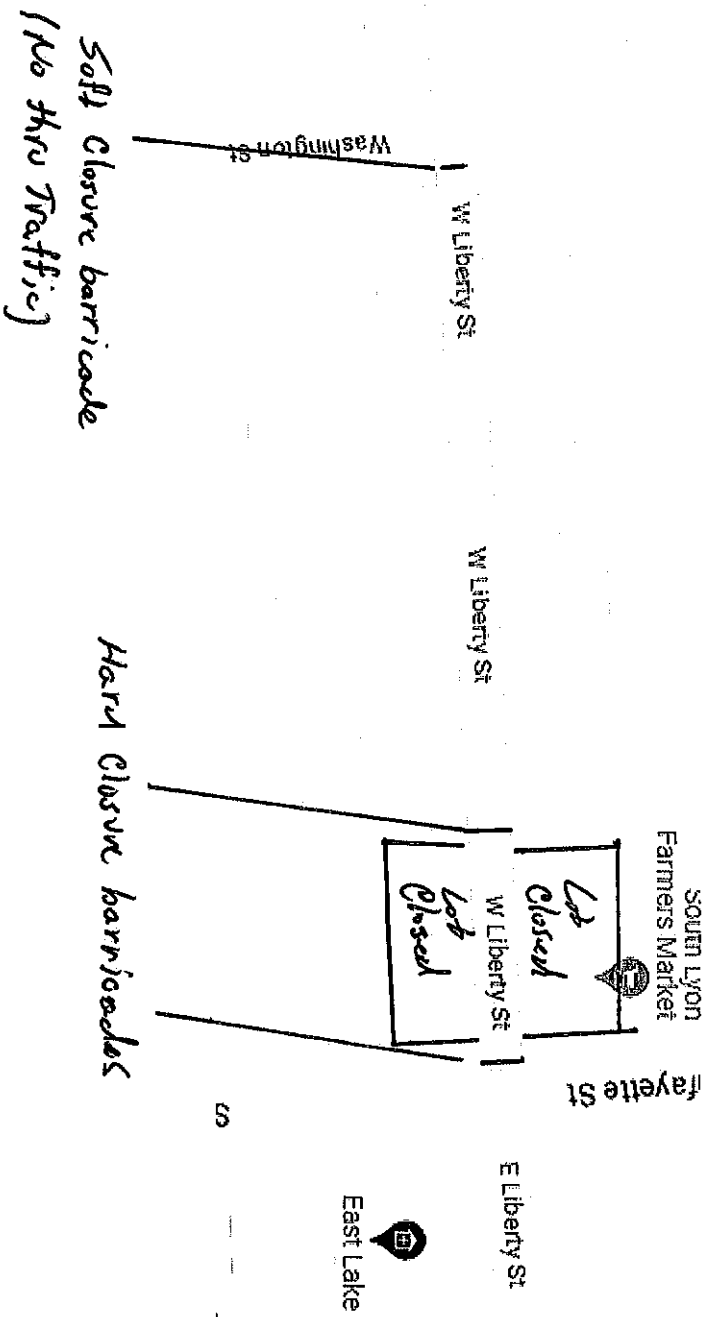 South Lyon
Farmers Market
fayette St
Lot
Closed
W Liberty St
Lot
Closed
E Liberty St
East Lake
S
W Liberty St
W Liberty St
Washington St
Hard Closure barricades
Soft Closure barricade
(No thru Traffic)